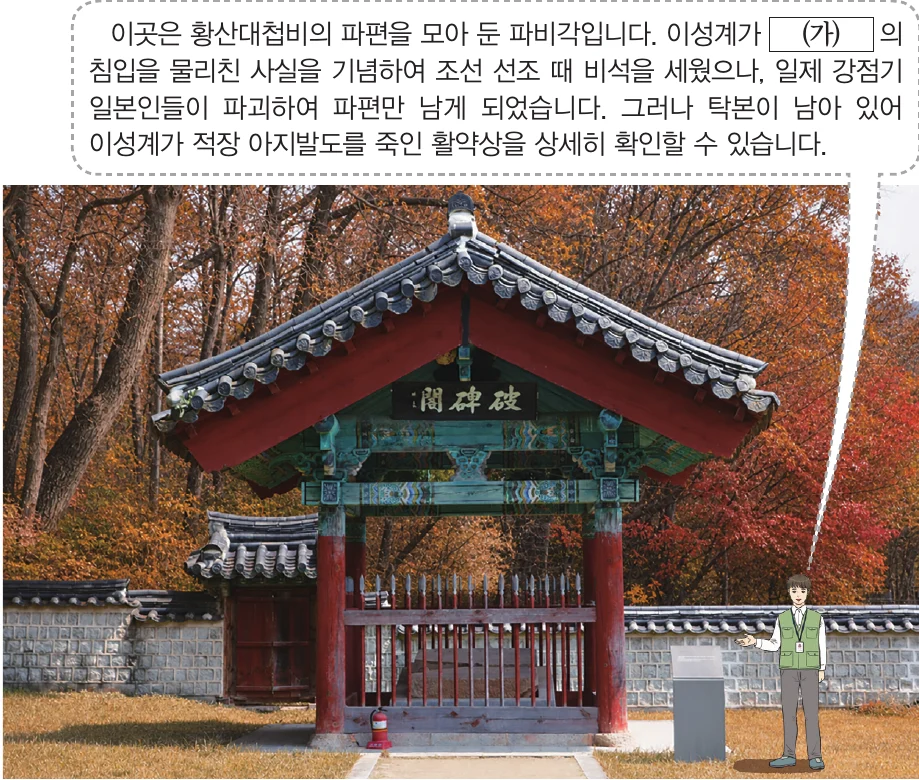 이곳은 황산대첩비의 파편을 모아 둔 파비각입니다. 이성계가 (가) 의
침입을 물리친 사실을 기념하여 조선 선조 때 비석을 세웠으나, 일제 강점기
일본인들이 파괴하여 파편만 남게 되었습니다. 그러나 탁본이 남아 있어
이성계가 적장 아지발도를 죽인 활약상을 상세히 확인할 수 있습니다.
閣碑破